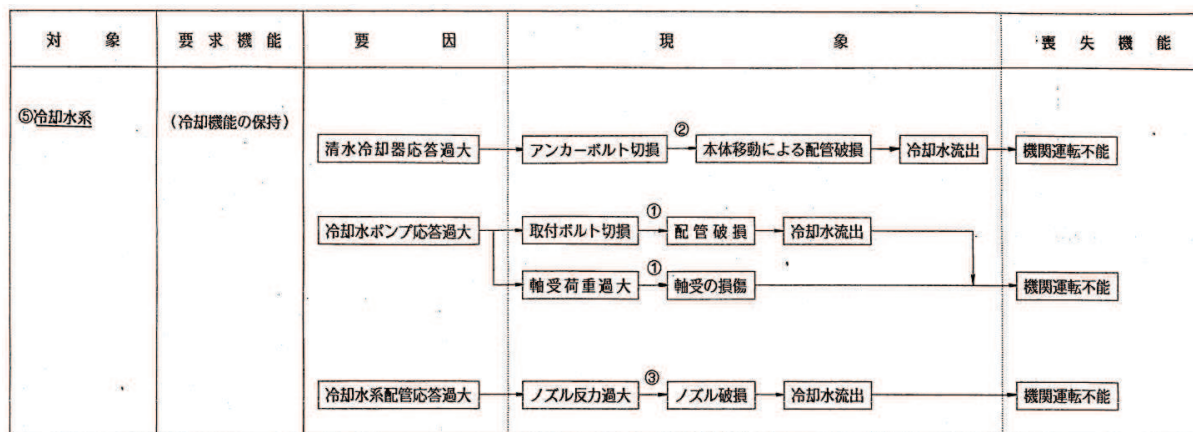 対象 要求機能 要因 現象 喪失機能
⑤冷却水系 (冷却機能の保持)
②
清水冷却器応答過大 アンカーボルト切損 本体移動による配管破損 冷却水流出 機関運転不能
①
冷却水ポンプ応答過大 取付ボルト切損 配管破損 冷却水流出
①
軸受荷重過大 軸受の損傷 機関運転不能
③
冷却水系配管応答過大 ノズル反力過大 ノズル破損 冷却水流出 機関運転不能